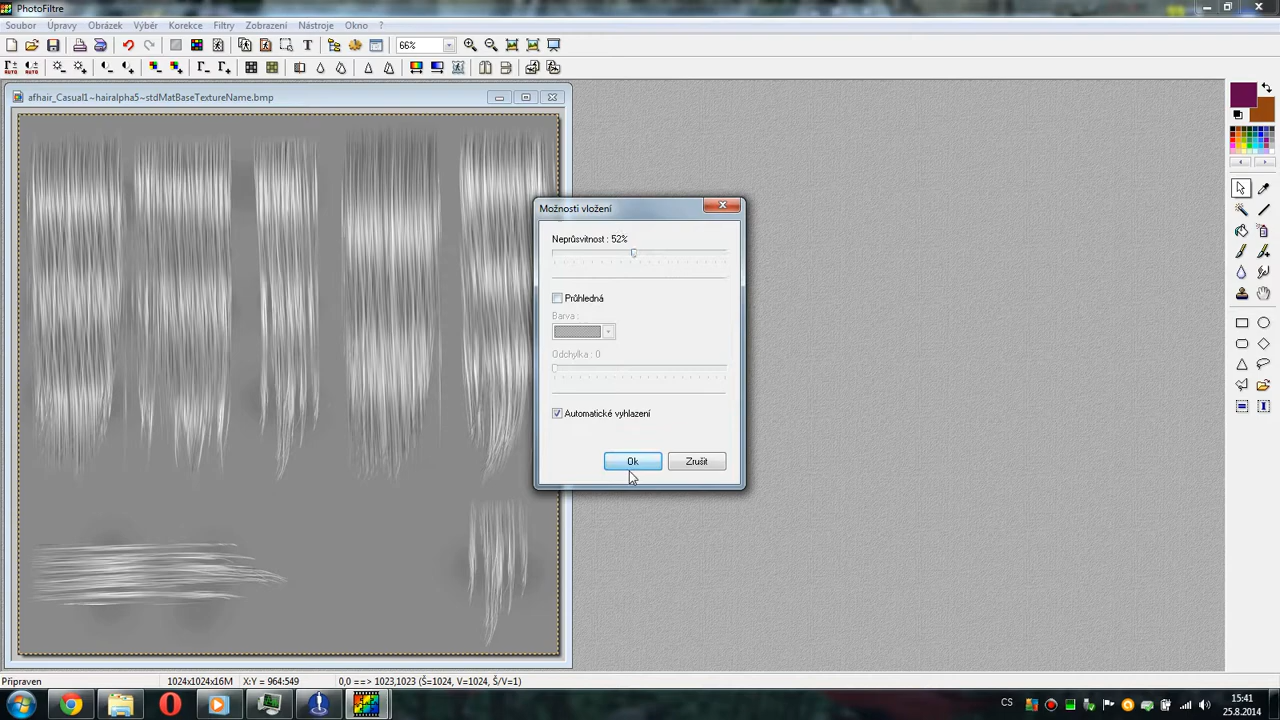 PhotoFiltre
Soubor Úpravy Obrázek Výběr Korekce Filtry Zobrazení Nástroje Okno ?
66%
AUTO AUTO
afhair_Casual1~hairalpha5~stdMatBaseTextureName.bmp
Možnosti vložení
Neprůsvitnost : 52%
Průhledná
Barva :
Odchylka : 0
Automatické vyhlazení
Ok Zrušit
Připraven 1024x1024x16M X:Y = 964:549 0,0 ==> 1023,1023 (Š=1024, V=1024, Š/V=1)
CS 15:41
25.8.2014